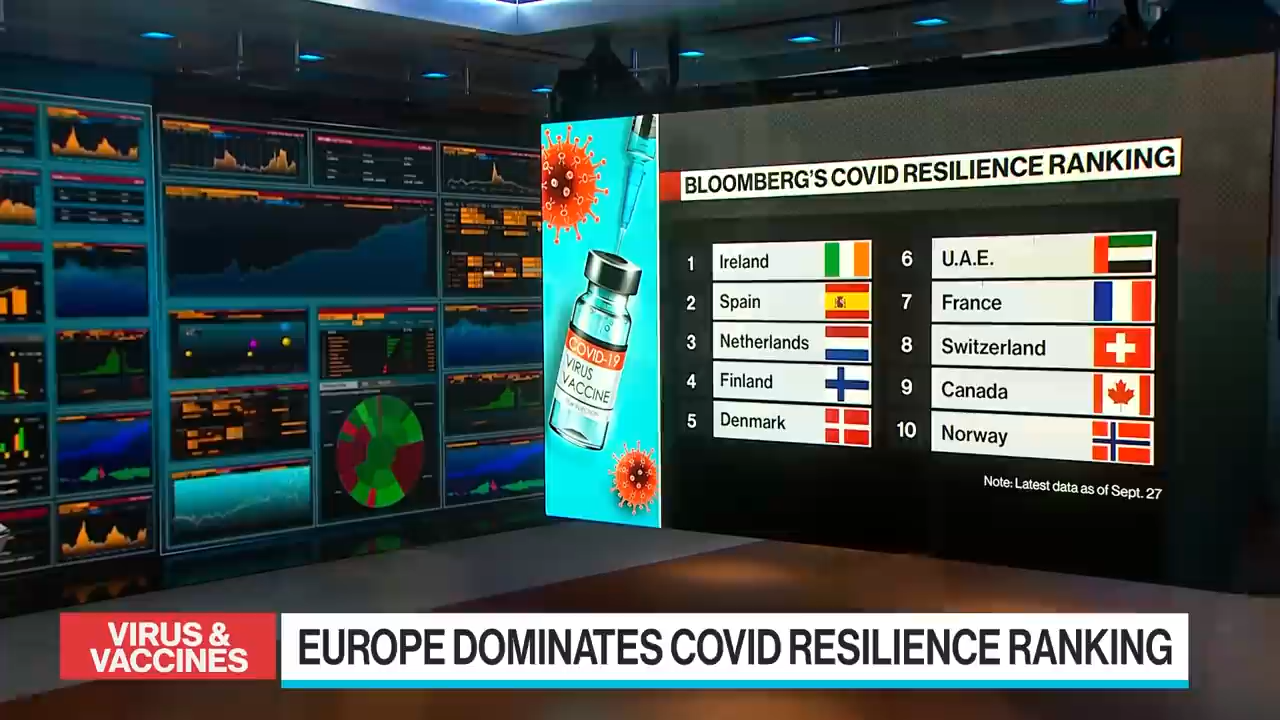 BLOOMBERG'S COVID RESILIENCE RANKING
1 Ireland
2 Spain
3 Netherlands
4 Finland
5 Denmark
6 U.A.E.
7 France
8 Switzerland
9 Canada
10 Norway
Note: Latest data as of Sept. 27
COVID-19
VIRUS
VACCINE
VIRUS &
VACCINES
EUROPE DOMINATES COVID RESILIENCE RANKING